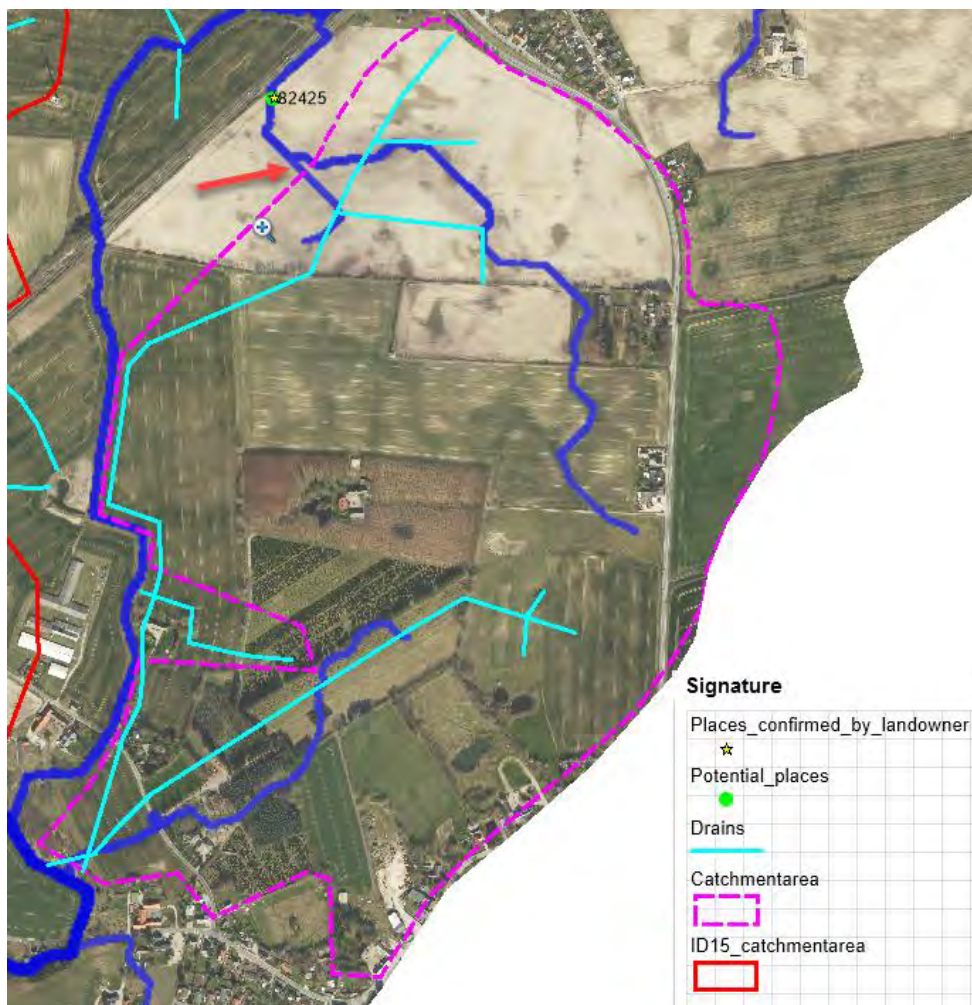 82425
Signature
Places_confirmed_by_landowner
Potential_places
Drains
Catchmentarea
ID15_catchmentarea